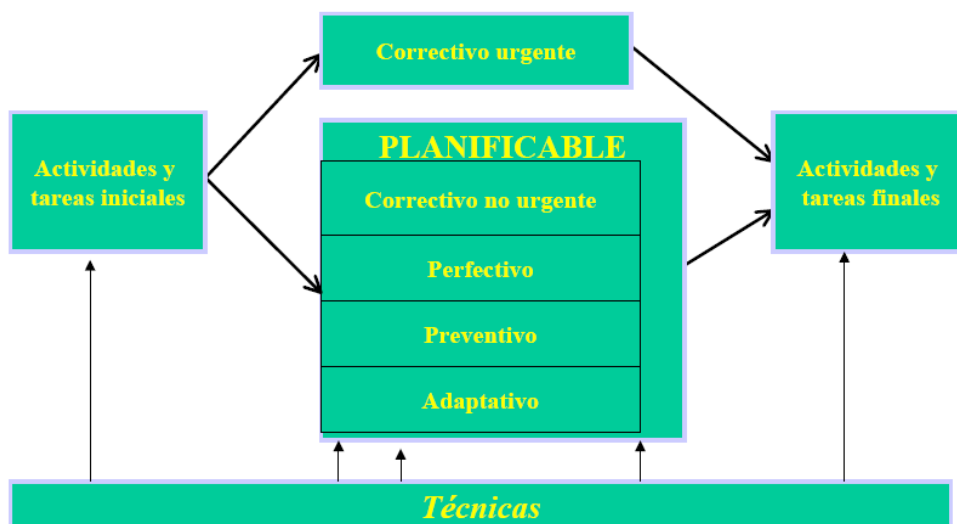 Correctivo urgente
Actividades y
tareas iniciales
PLANIFICABLE
Correctivo no urgente
Perfectivo
Preventivo
Adaptativo
Actividades y
tareas finales
Técnicas